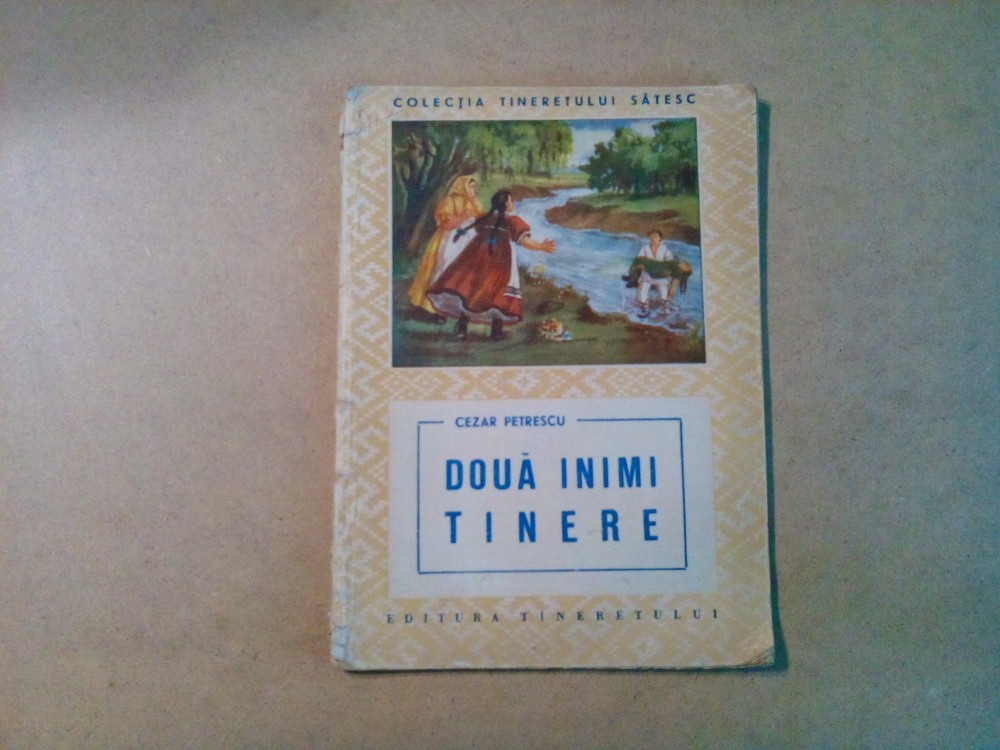 COLECȚIA TINERETULUI SĂTESC
CEZAR PETRESCU
DOUĂ INIMI
TINERE
EDITURA TINERETULUI